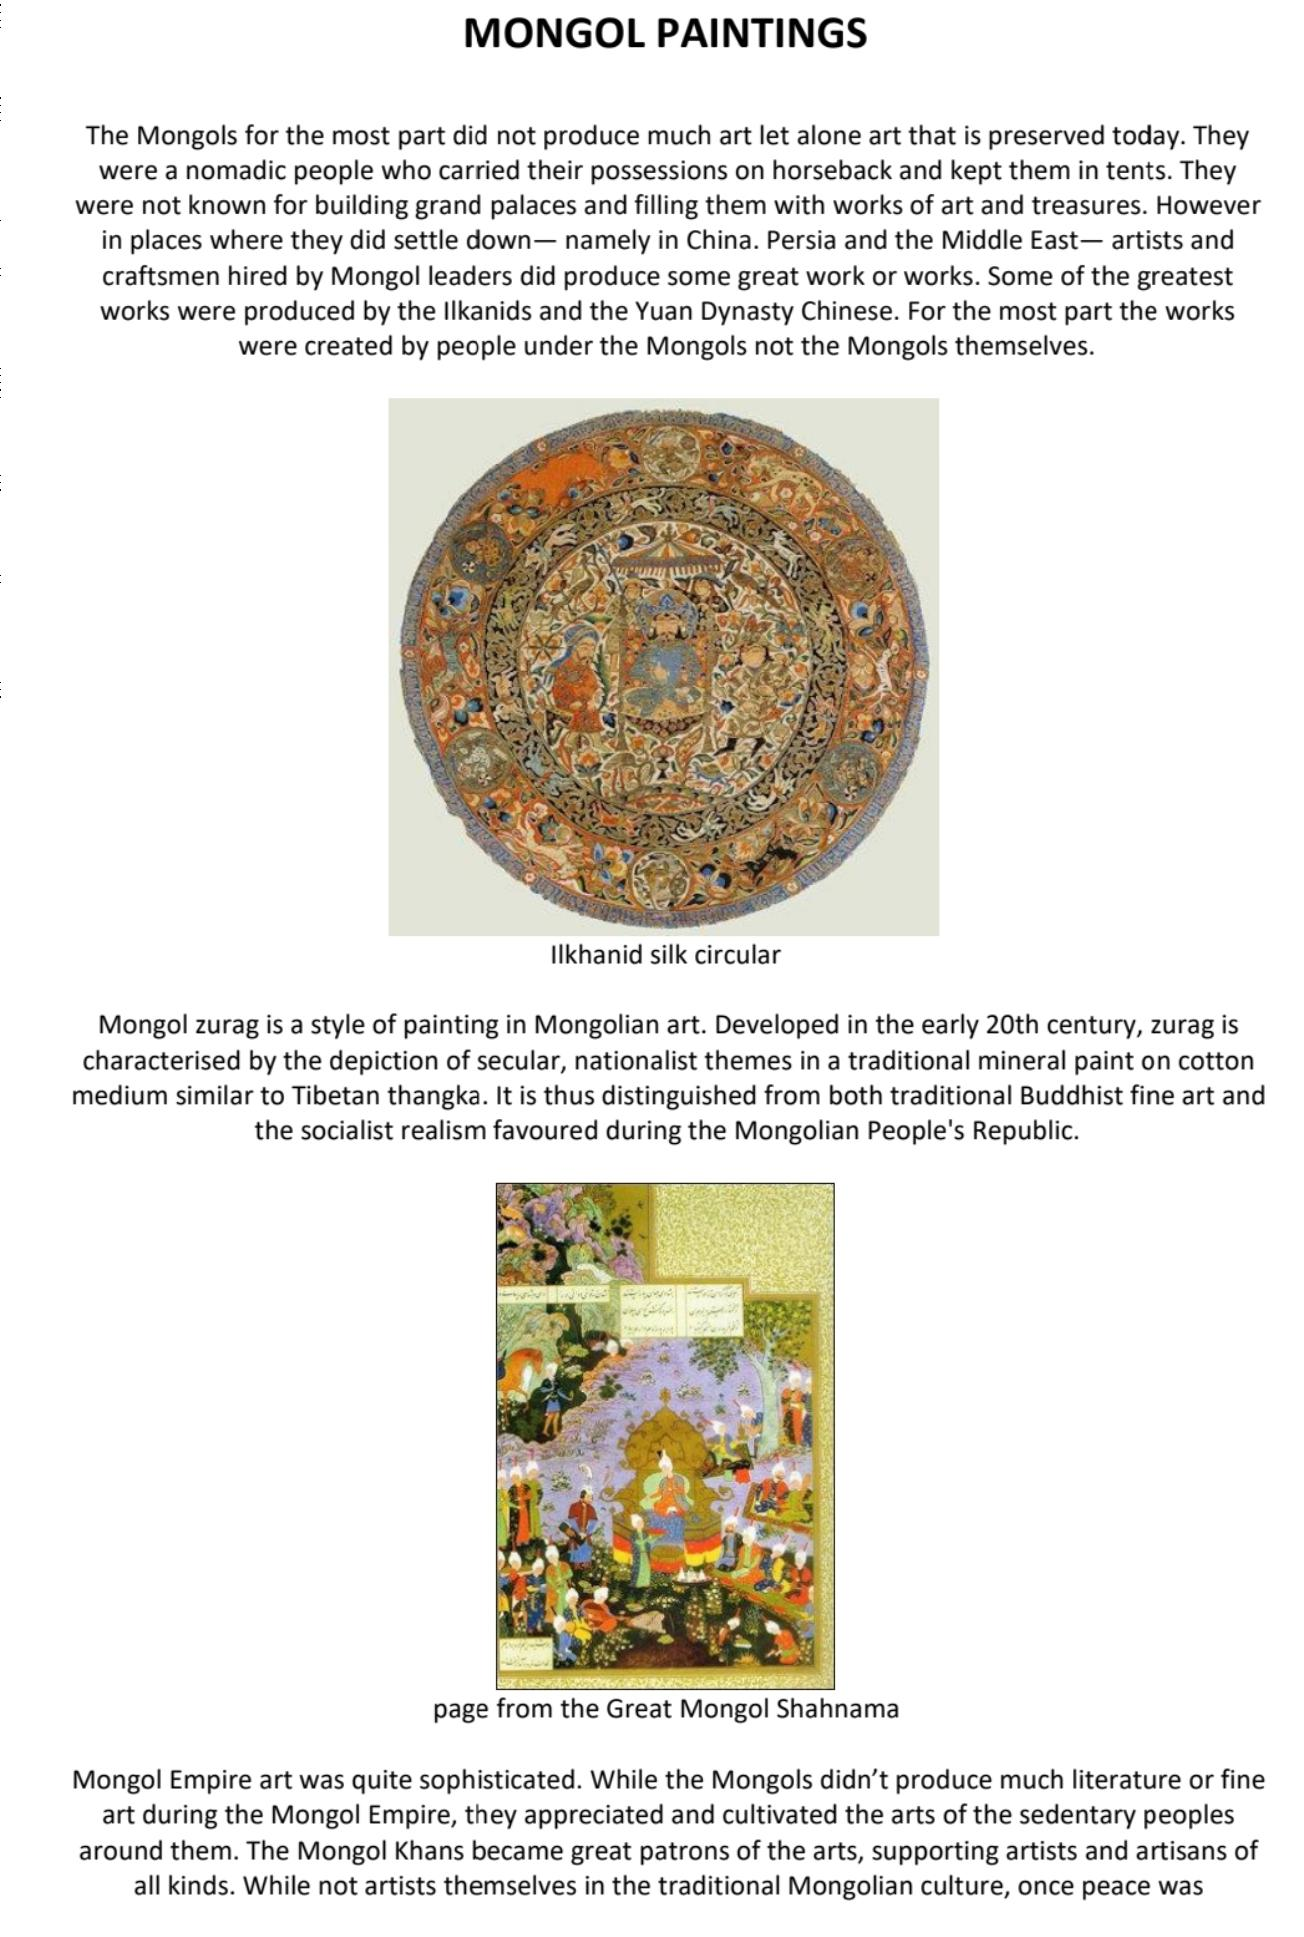 MONGOL PAINTINGS
The Mongols for the most part did not produce much art let alone art that is preserved today. They
were a nomadic people who carried their possessions on horseback and kept them in tents. They
were not known for building grand palaces and filling them with works of art and treasures. However
in places where they did settle down— namely in China. Persia and the Middle East— artists and
craftsmen hired by Mongol leaders did produce some great work or works. Some of the greatest
works were produced by the Ilkanids and the Yuan Dynasty Chinese. For the most part the works
were created by people under the Mongols not the Mongols themselves.
Ilkhanid silk circular
Mongol zurag is a style of painting in Mongolian art. Developed in the early 20th century, zurag is
characterised by the depiction of secular, nationalist themes in a traditional mineral paint on cotton
medium similar to Tibetan thangka. It is thus distinguished from both traditional Buddhist fine art and
the socialist realism favoured during the Mongolian People's Republic.
page from the Great Mongol Shahnama
Mongol Empire art was quite sophisticated. While the Mongols didn’t produce much literature or fine
art during the Mongol Empire, they appreciated and cultivated the arts of the sedentary peoples
around them. The Mongol Khans became great patrons of the arts, supporting artists and artisans of
all kinds. While not artists themselves in the traditional Mongolian culture, once peace was